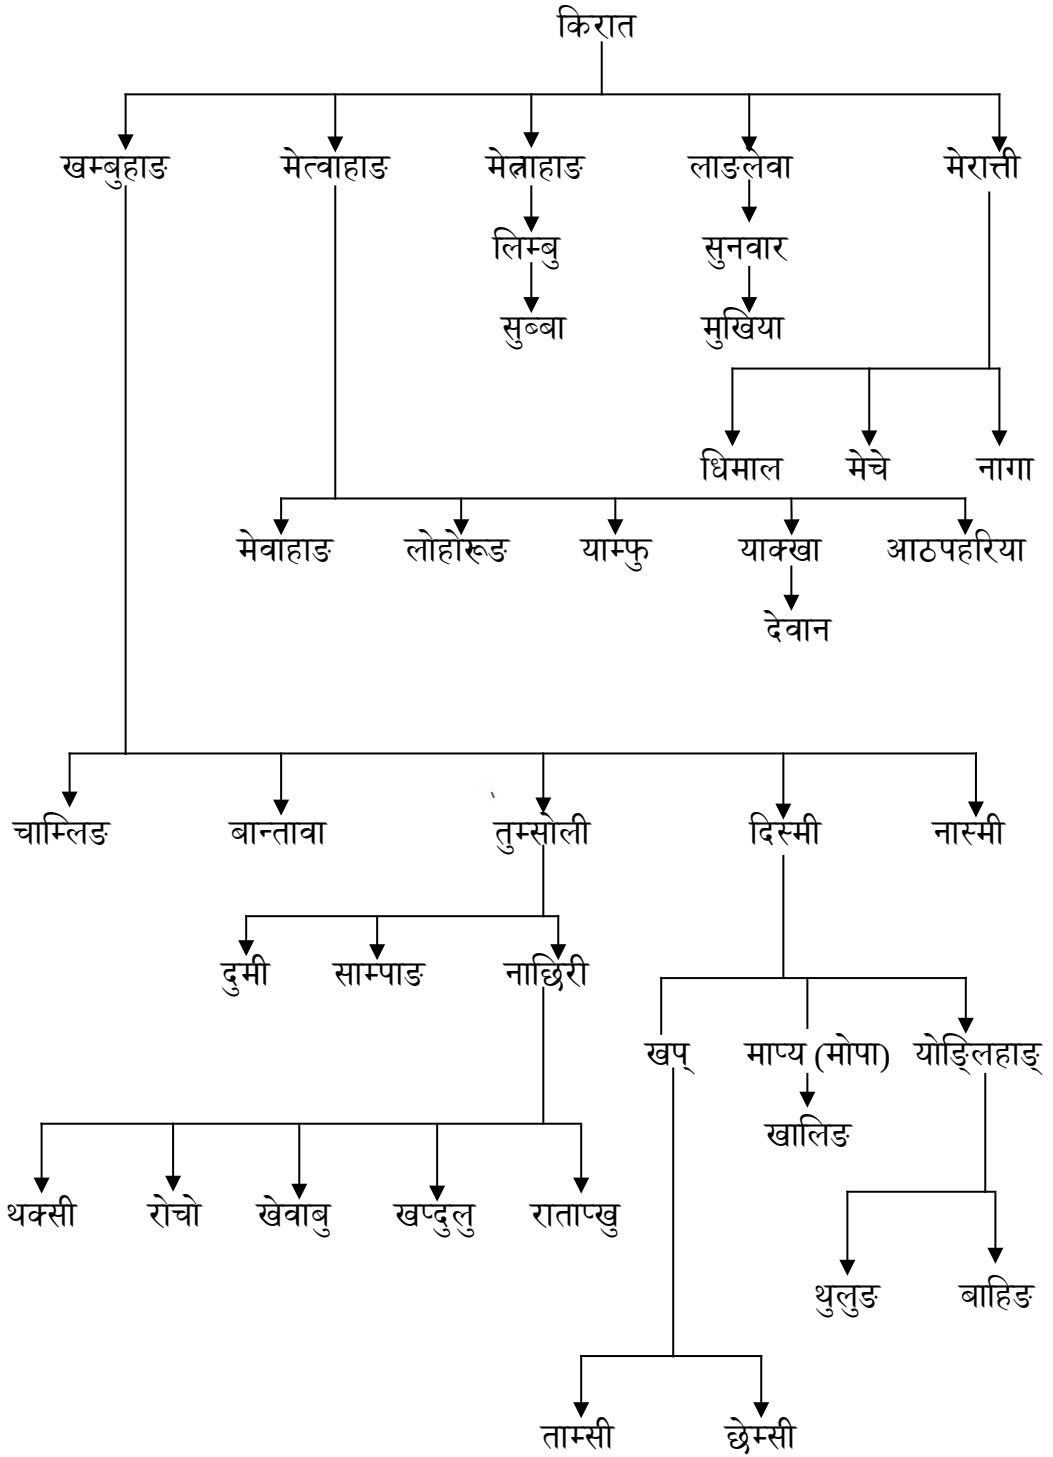 किरात
खम्बुहाङ मेत्वाहाङ मेत्नाहाङ लाङलेवा मेरात्ती
लिम्बु सुनवार
सुब्बा मुखिया
धिमाल मेचे नागा
मेवाहाङ लोहोरूङ याम्फु याक्खा आठपहरिया
देवान
चाम्लिङ बान्तावा तुम्सोली दिस्मी नास्मी
दुमी साम्पाङ नाछिरी
खप् माप्य (मोपा) योङ्लिहाङ्
खालिङ
थक्सी रोचो खेवाबु खप्दुलु राताप्खु
थुलुङ बाहिङ
ताम्सी छेम्सी